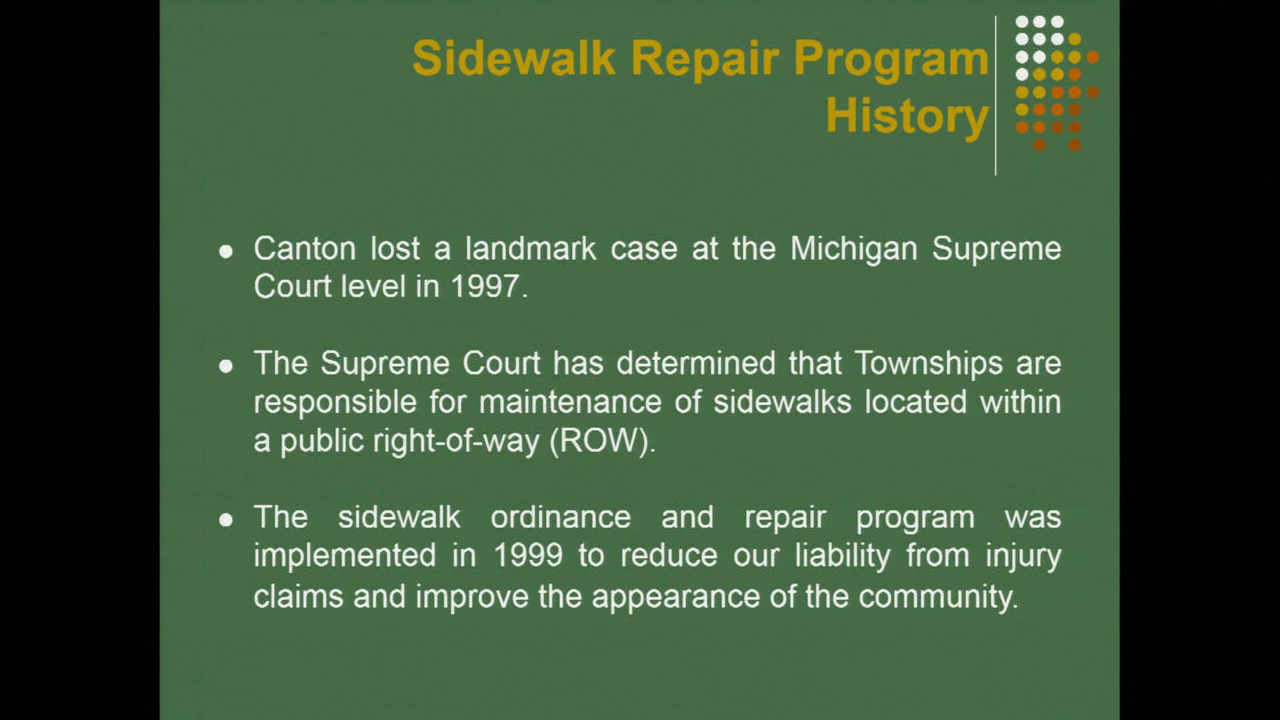 Sidewalk Repair Program
History
● Canton lost a landmark case at the Michigan Supreme
Court level in 1997.
● The Supreme Court has determined that Townships are
responsible for maintenance of sidewalks located within
a public right-of-way (ROW).
● The sidewalk ordinance and repair program was
implemented in 1999 to reduce our liability from injury
claims and improve the appearance of the community.